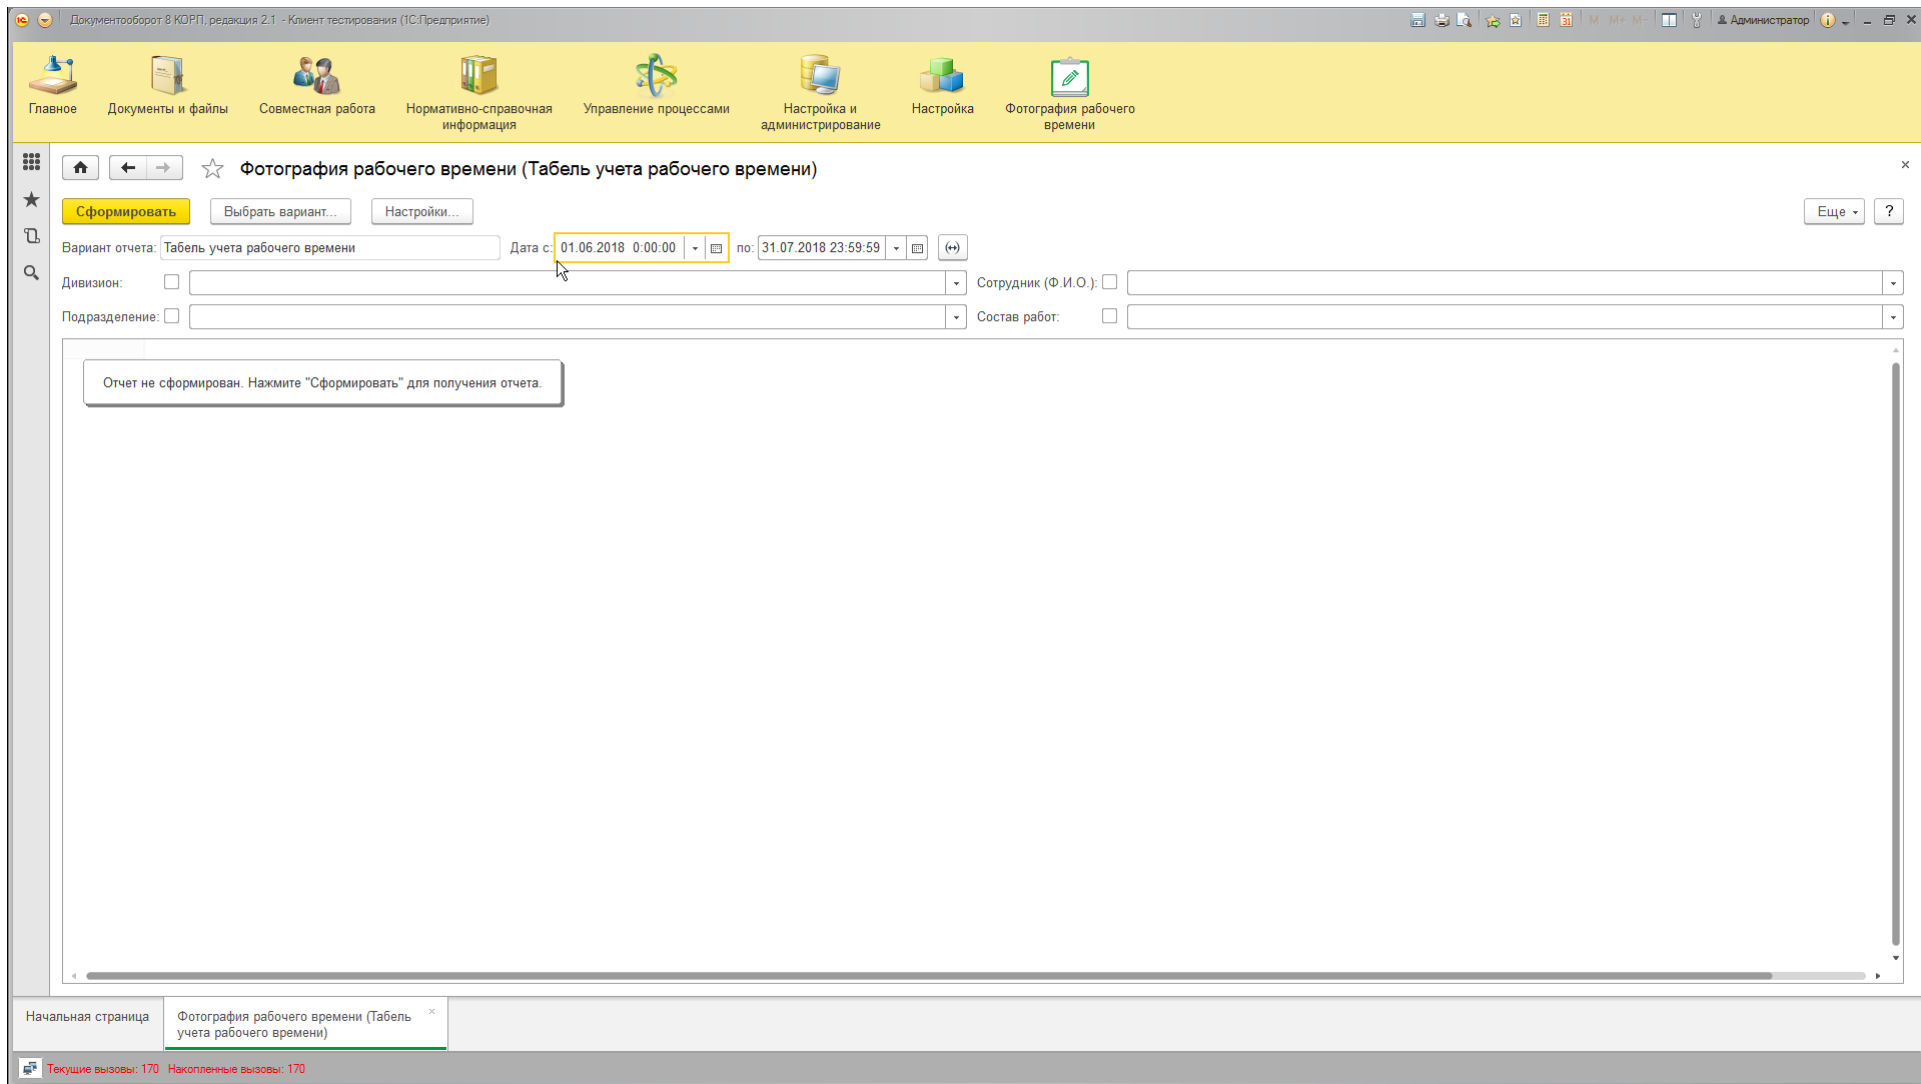 Документооборот 8 КОРП, редакция 2.1 - Клиент тестирования (1С:Предприятие)
M M+ M-
Администратор
Главное
Документы и файлы
Совместная работа
Нормативно-справочная
информация
Управление процессами
Настройка и
администрирование
Настройка
Фотография рабочего
времени
Фотография рабочего времени (Табель учета рабочего времени)
Сформировать
Выбрать вариант...
Настройки...
Еще
?
Вариант отчета: Табель учета рабочего времени
Дата с: 01.06.2018 0:00:00
по: 31.07.2018 23:59:59
Дивизион:
Сотрудник (Ф.И.О.):
Подразделение:
Состав работ:
Отчет не сформирован. Нажмите "Сформировать" для получения отчета.
Начальная страница
Фотография рабочего времени (Табель
учета рабочего времени)
Текущие вызовы: 170 Накопленные вызовы: 170